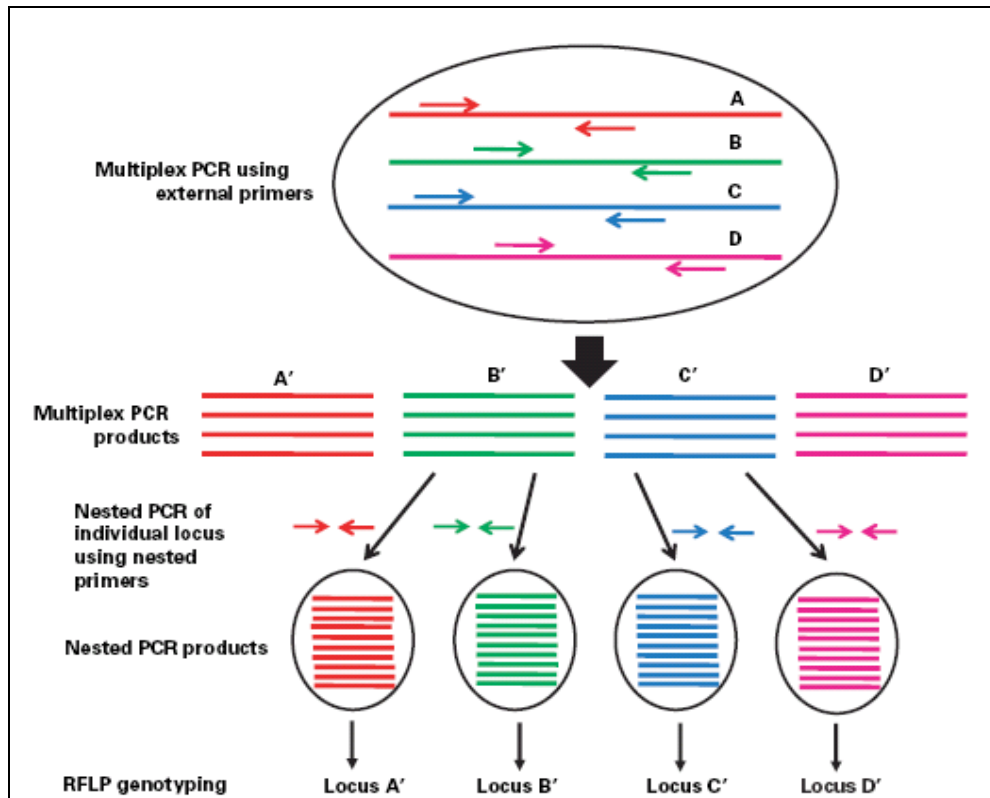 A
B
Multiplex PCR using
external primers
C
D
A′ B′ C′ D′
Multiplex PCR
products
Nested PCR of
individual locus
using nested
primers
Nested PCR products
RFLP genotyping Locus A′ Locus B′ Locus C′ Locus D′